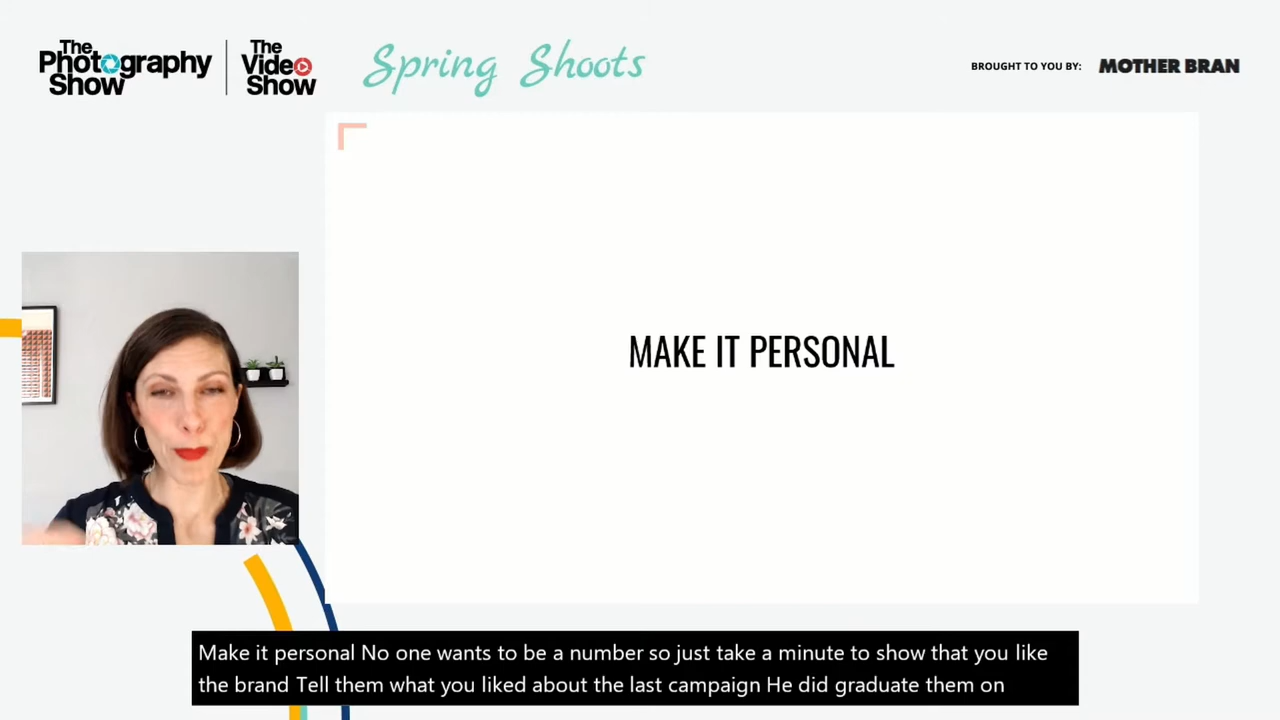 The
Photography
Show
The
Video
Show
Spring Shoots
BROUGHT TO YOU BY: MOTHER BRAN
MAKE IT PERSONAL
Make it personal No one wants to be a number so just take a minute to show that you like
the brand Tell them what you liked about the last campaign He did graduate them on